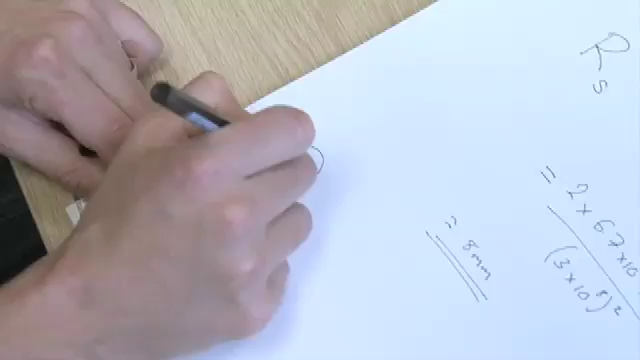 Rs
= 2 × 6.7 × 10
(3 × 10⁸)²
= 8mm